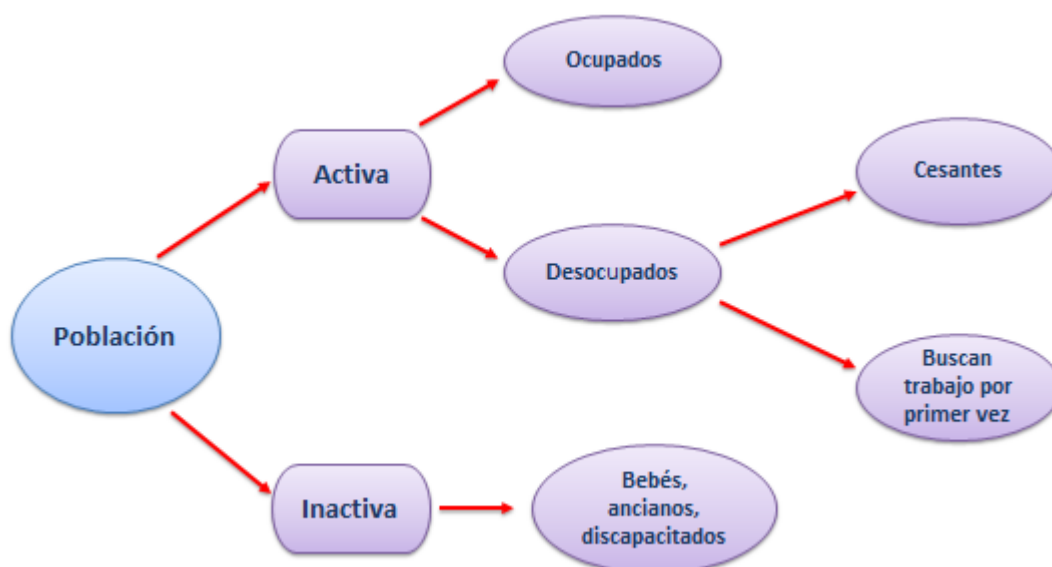 Ocupados
Activa
Cesantes
Desocupados
Población
Buscan
trabajo por
primer vez
Inactiva
Bebés,
ancianos,
discapacitados